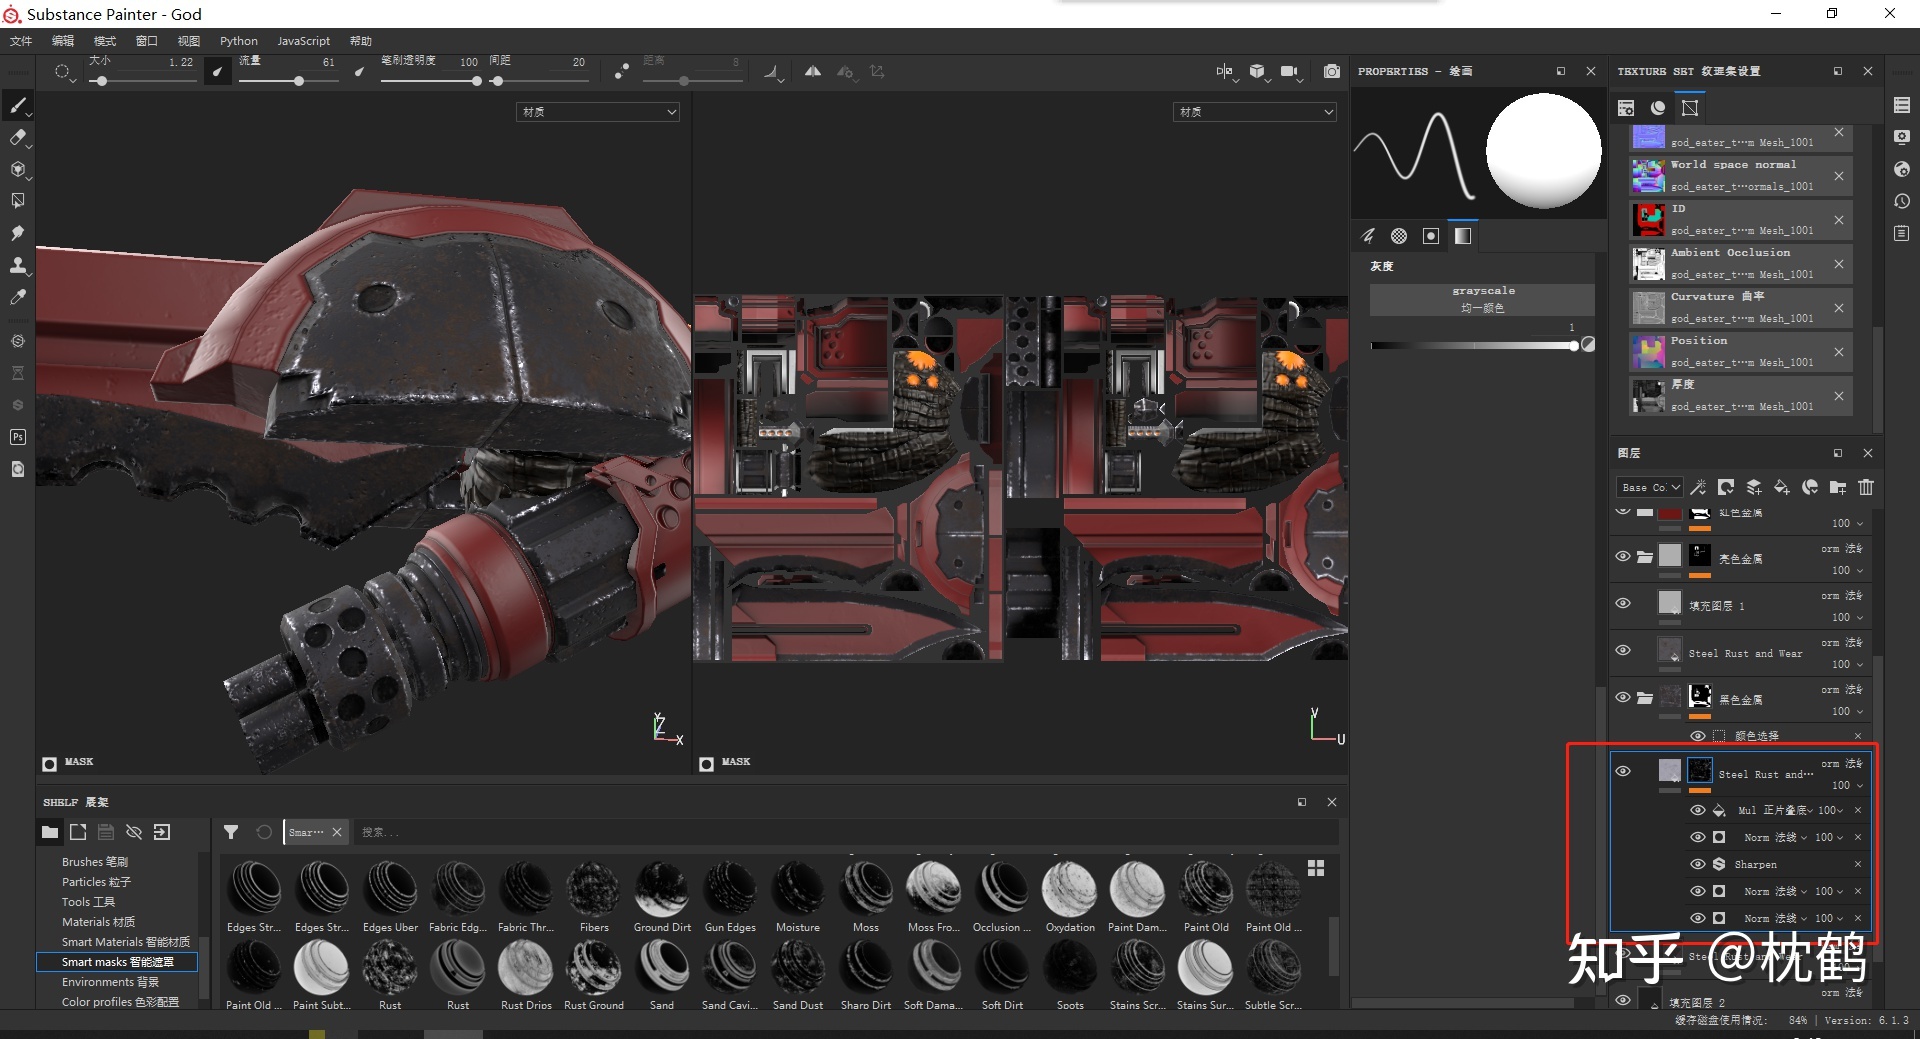 Substance Painter - God
文件 编辑 模式 窗口 视图 Python JavaScript 帮助
大小 1.22 流量 61 笔刷透明度 100 间距 20 距离 8
材质
材质
MASK
MASK
Y
Z
X
V
U
PROPERTIES - 绘画
灰度
grayscale
均一颜色
1
TEXTURE SET 纹理集设置
god_eater_t···m Mesh_1001
World space normal
god_eater_t···ormals_1001
ID
god_eater_t···m Mesh_1001
Ambient Occlusion
god_eater_t···m Mesh_1001
Curvature 曲率
god_eater_t···m Mesh_1001
Position
god_eater_t···m Mesh_1001
厚度
god_eater_t···m Mesh_1001
图层
Base Co
红色金属
100
亮色金属
orm 法线
100
填充图层 1
orm 法线
100
Steel Rust and Wear
orm 法线
100
黑色金属
orm 法线
100
颜色选择
Steel Rust and···
orm 法线
100
Mul 正片叠底 100
Norm 法线 100
Sharpen
Norm 法线 100
Norm 法线 100
Steel Rust and Wear
知乎 @枕鹤
填充图层 2
orm 法线
SHELF 展架
Smar··· 搜索...
Brushes 笔刷
Particles 粒子
Tools 工具
Materials 材质
Smart Materials 智能材质
Smart masks 智能遮罩
Environments 背景
Color profiles 色彩配置
Edges Str... Edges Str... Edges Uber Fabric Edg... Fabric Thr... Fibers Ground Dirt Gun Edges Moisture Moss Moss Fro... Occlusion ... Oxydation Paint Dam... Paint Old Paint Old ...
Paint Old ... Paint Subt... Rust Rust Rust Drips Rust Ground Sand Sand Cavi... Sand Dust Sharp Dirt Soft Dama... Soft Dirt Spots Stains Scr... Stains Sur... Subtle Scr...
缓存磁盘使用情况: 84% | Version: 6.1.3